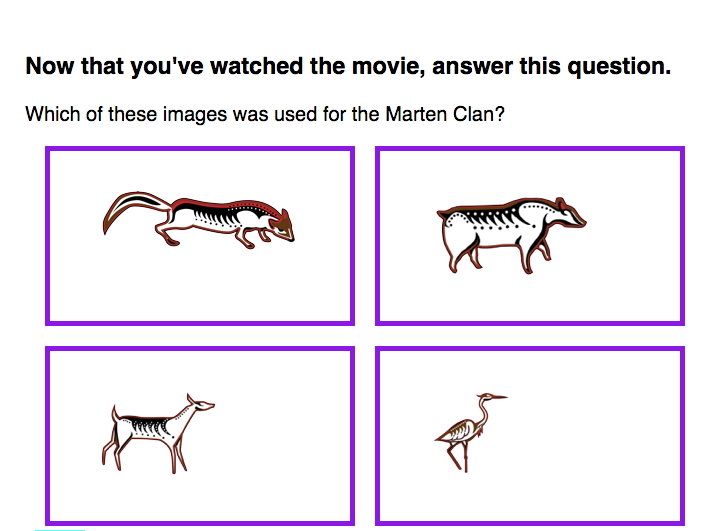 Now that you've watched the movie, answer this question.
Which of these images was used for the Marten Clan?